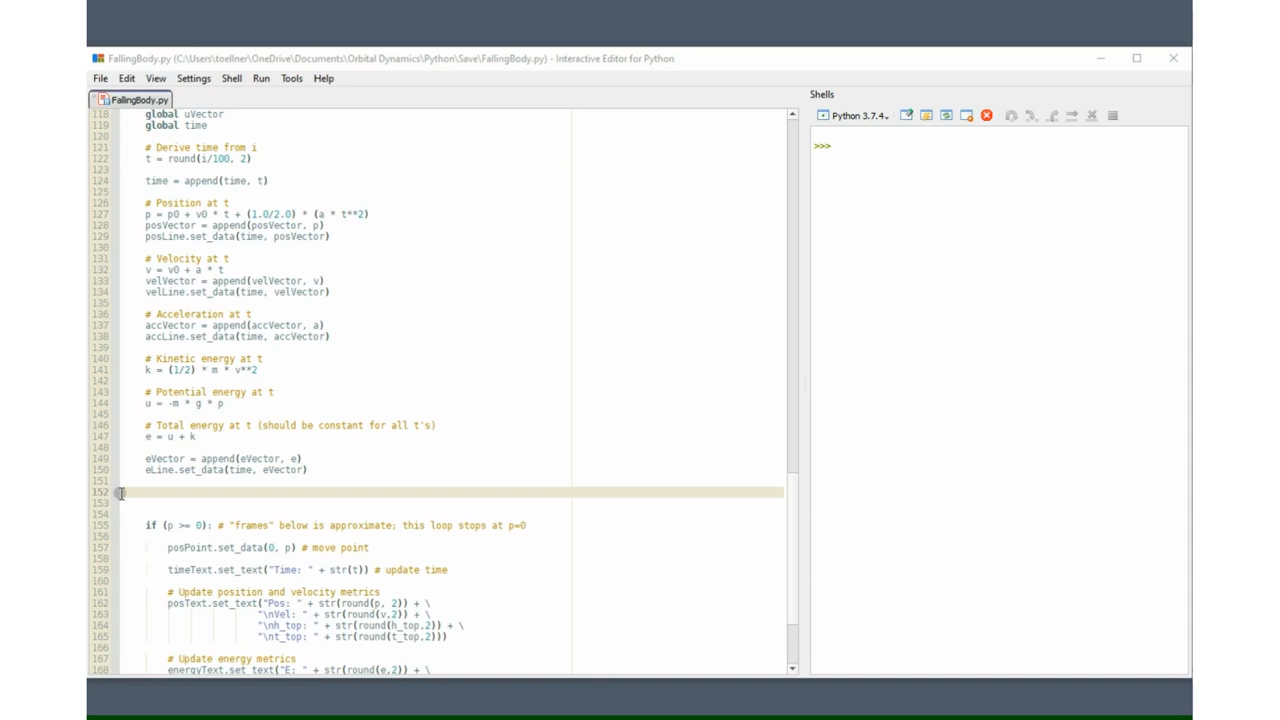 FallingBody.py (C:\Users\toellner\OneDrive\Documents\Orbital Dynamics\Python\Save\FallingBody.py) - Interactive Editor for Python
File Edit View Settings Shell Run Tools Help
FallingBody.py
118 global uVector
119 global time
120
121 # Derive time from i
122 t = round(i/100, 2)
123
124 time = append(time, t)
125
126 # Position at t
127 p = p0 + v0 * t + (1.0/2.0) * (a * t**2)
128 posVector = append(posVector, p)
129 posLine.set_data(time, posVector)
130
131 # Velocity at t
132 v = v0 + a * t
133 velVector = append(velVector, v)
134 velLine.set_data(time, velVector)
135
136 # Acceleration at t
137 accVector = append(accVector, a)
138 accLine.set_data(time, accVector)
139
140 # Kinetic energy at t
141 k = (1/2) * m * v**2
142
143 # Potential energy at t
144 u = -m * g * p
145
146 # Total energy at t (should be constant for all t's)
147 e = u + k
148
149 eVector = append(eVector, e)
150 eLine.set_data(time, eVector)
151
152
153
154
155 if (p >= 0): # "frames" below is approximate; this loop stops at p=0
156
157 posPoint.set_data(0, p) # move point
158
159 timeText.set_text("Time: " + str(t)) # update time
160
161 # Update position and velocity metrics
162 posText.set_text("Pos: " + str(round(p, 2)) + \
163 "\nVel: " + str(round(v,2)) + \
164 "\nh_top: " + str(round(h_top,2)) + \
165 "\nt_top: " + str(round(t_top,2)))
166
167 # Update energy metrics
168 energyText.set_text("E: " + str(round(e,2)) + \
Shells
Python 3.7.4
>>>